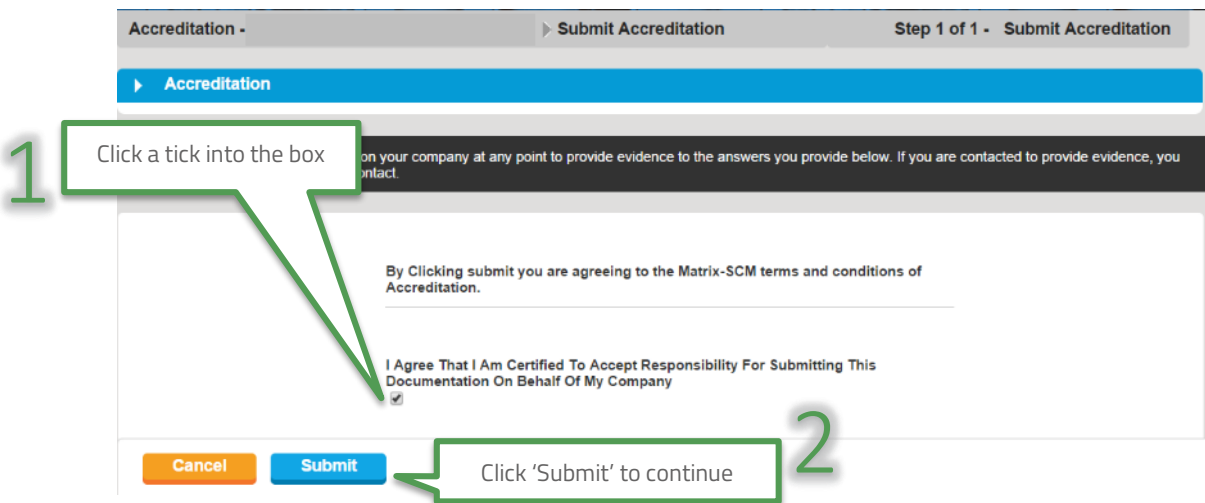 Accreditation - Submit Accreditation Step 1 of 1 - Submit Accreditation
Accreditation
1
Click a tick into the box
on your company at any point to provide evidence to the answers you provide below. If you are contacted to provide evidence, you
ontact.
By Clicking submit you are agreeing to the Matrix-SCM terms and conditions of
Accreditation.
I Agree That I Am Certified To Accept Responsibility For Submitting This
Documentation On Behalf Of My Company
Cancel Submit
Click ‘Submit’ to continue
2